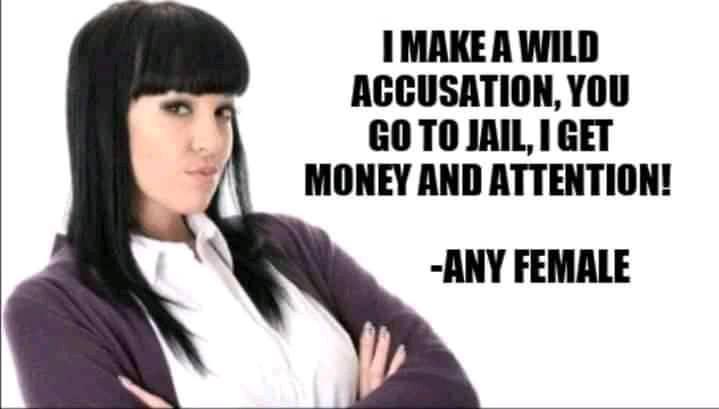 I MAKE A WILD
ACCUSATION, YOU
GO TO JAIL, I GET
MONEY AND ATTENTION!
-ANY FEMALE